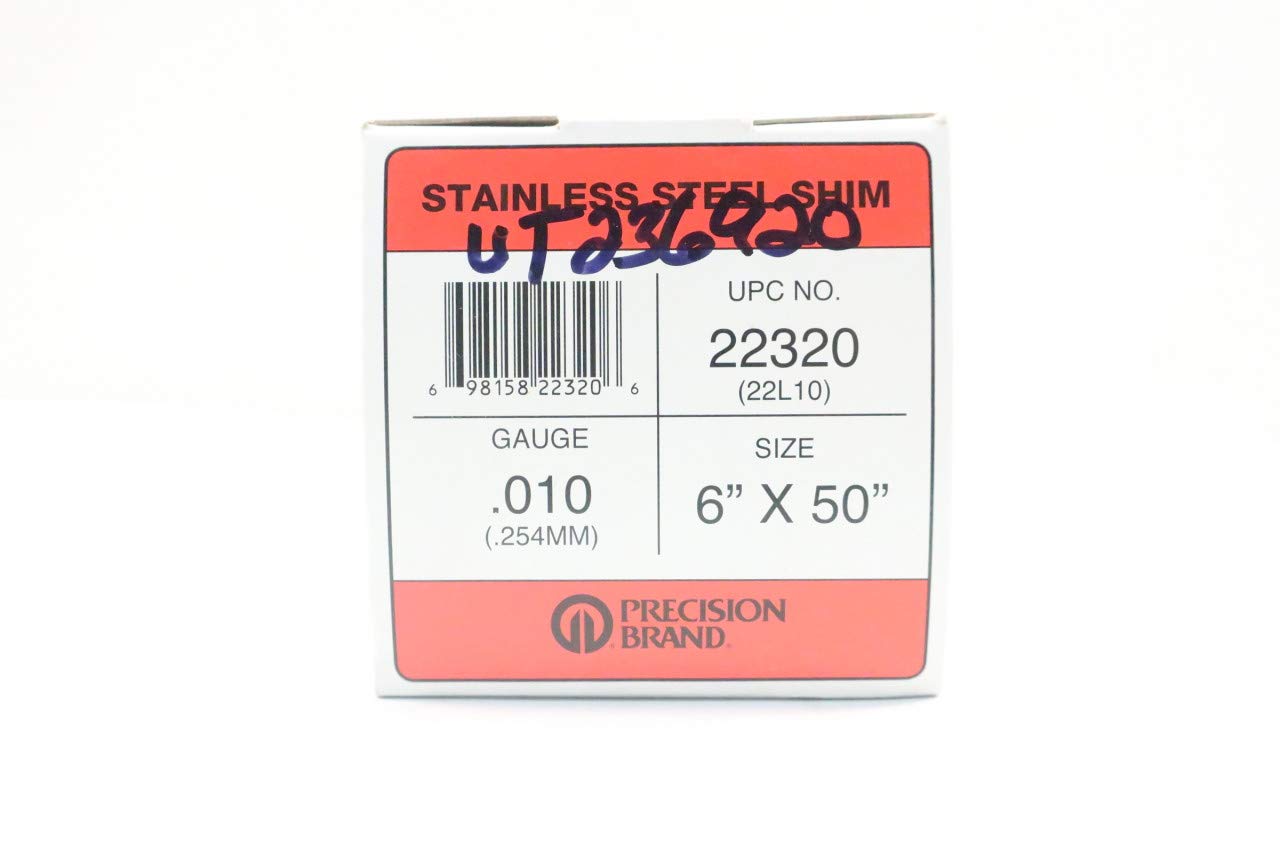 STAINLESS STEEL SHIM
UT236920
6 98158 22320 6
UPC NO.
22320
(22L10)
GAUGE
.010
(.254MM)
SIZE
6” X 50”
PRECISION
BRAND®